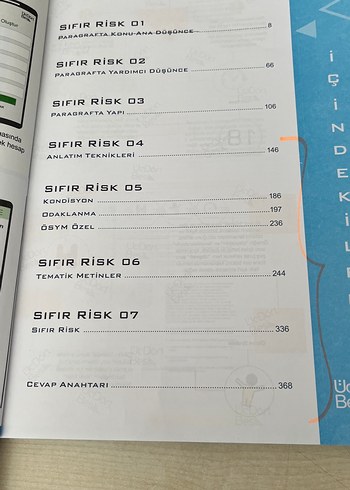 SIFIR RİSK 01
PARAGRAFTA KONU-ANA DÜŞÜNCE 8
SIFIR RİSK 02
PARAGRAFTA YARDIMCI DÜŞÜNCE 66
SIFIR RİSK 03
PARAGRAFTA YAPI 106
SIFIR RİSK 04
ANLATIM TEKNİKLERİ 146
SIFIR RİSK 05
KONDİSYON 186
ODAKLANMA 197
ÖSYM ÖZEL 236
SIFIR RİSK 06
TEMATİK METİNLER 244
SIFIR RİSK 07
SIFIR RİSK 336
CEVAP ANAHTARI 368
İ
Ç
İ
N
D
E
K
İ
L
E